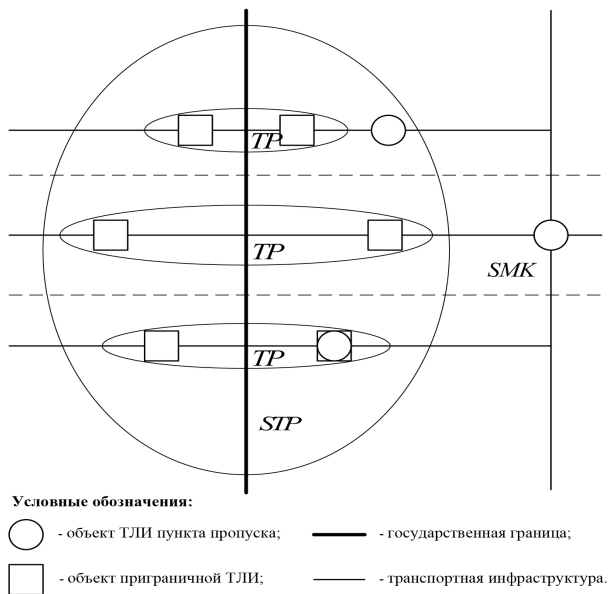 TP
TP
SMK
TP
STP
Условные обозначения:
- объект ТЛИ пункта пропуска;
- государственная граница;
- объект приграничной ТЛИ;
- транспортная инфраструктура.